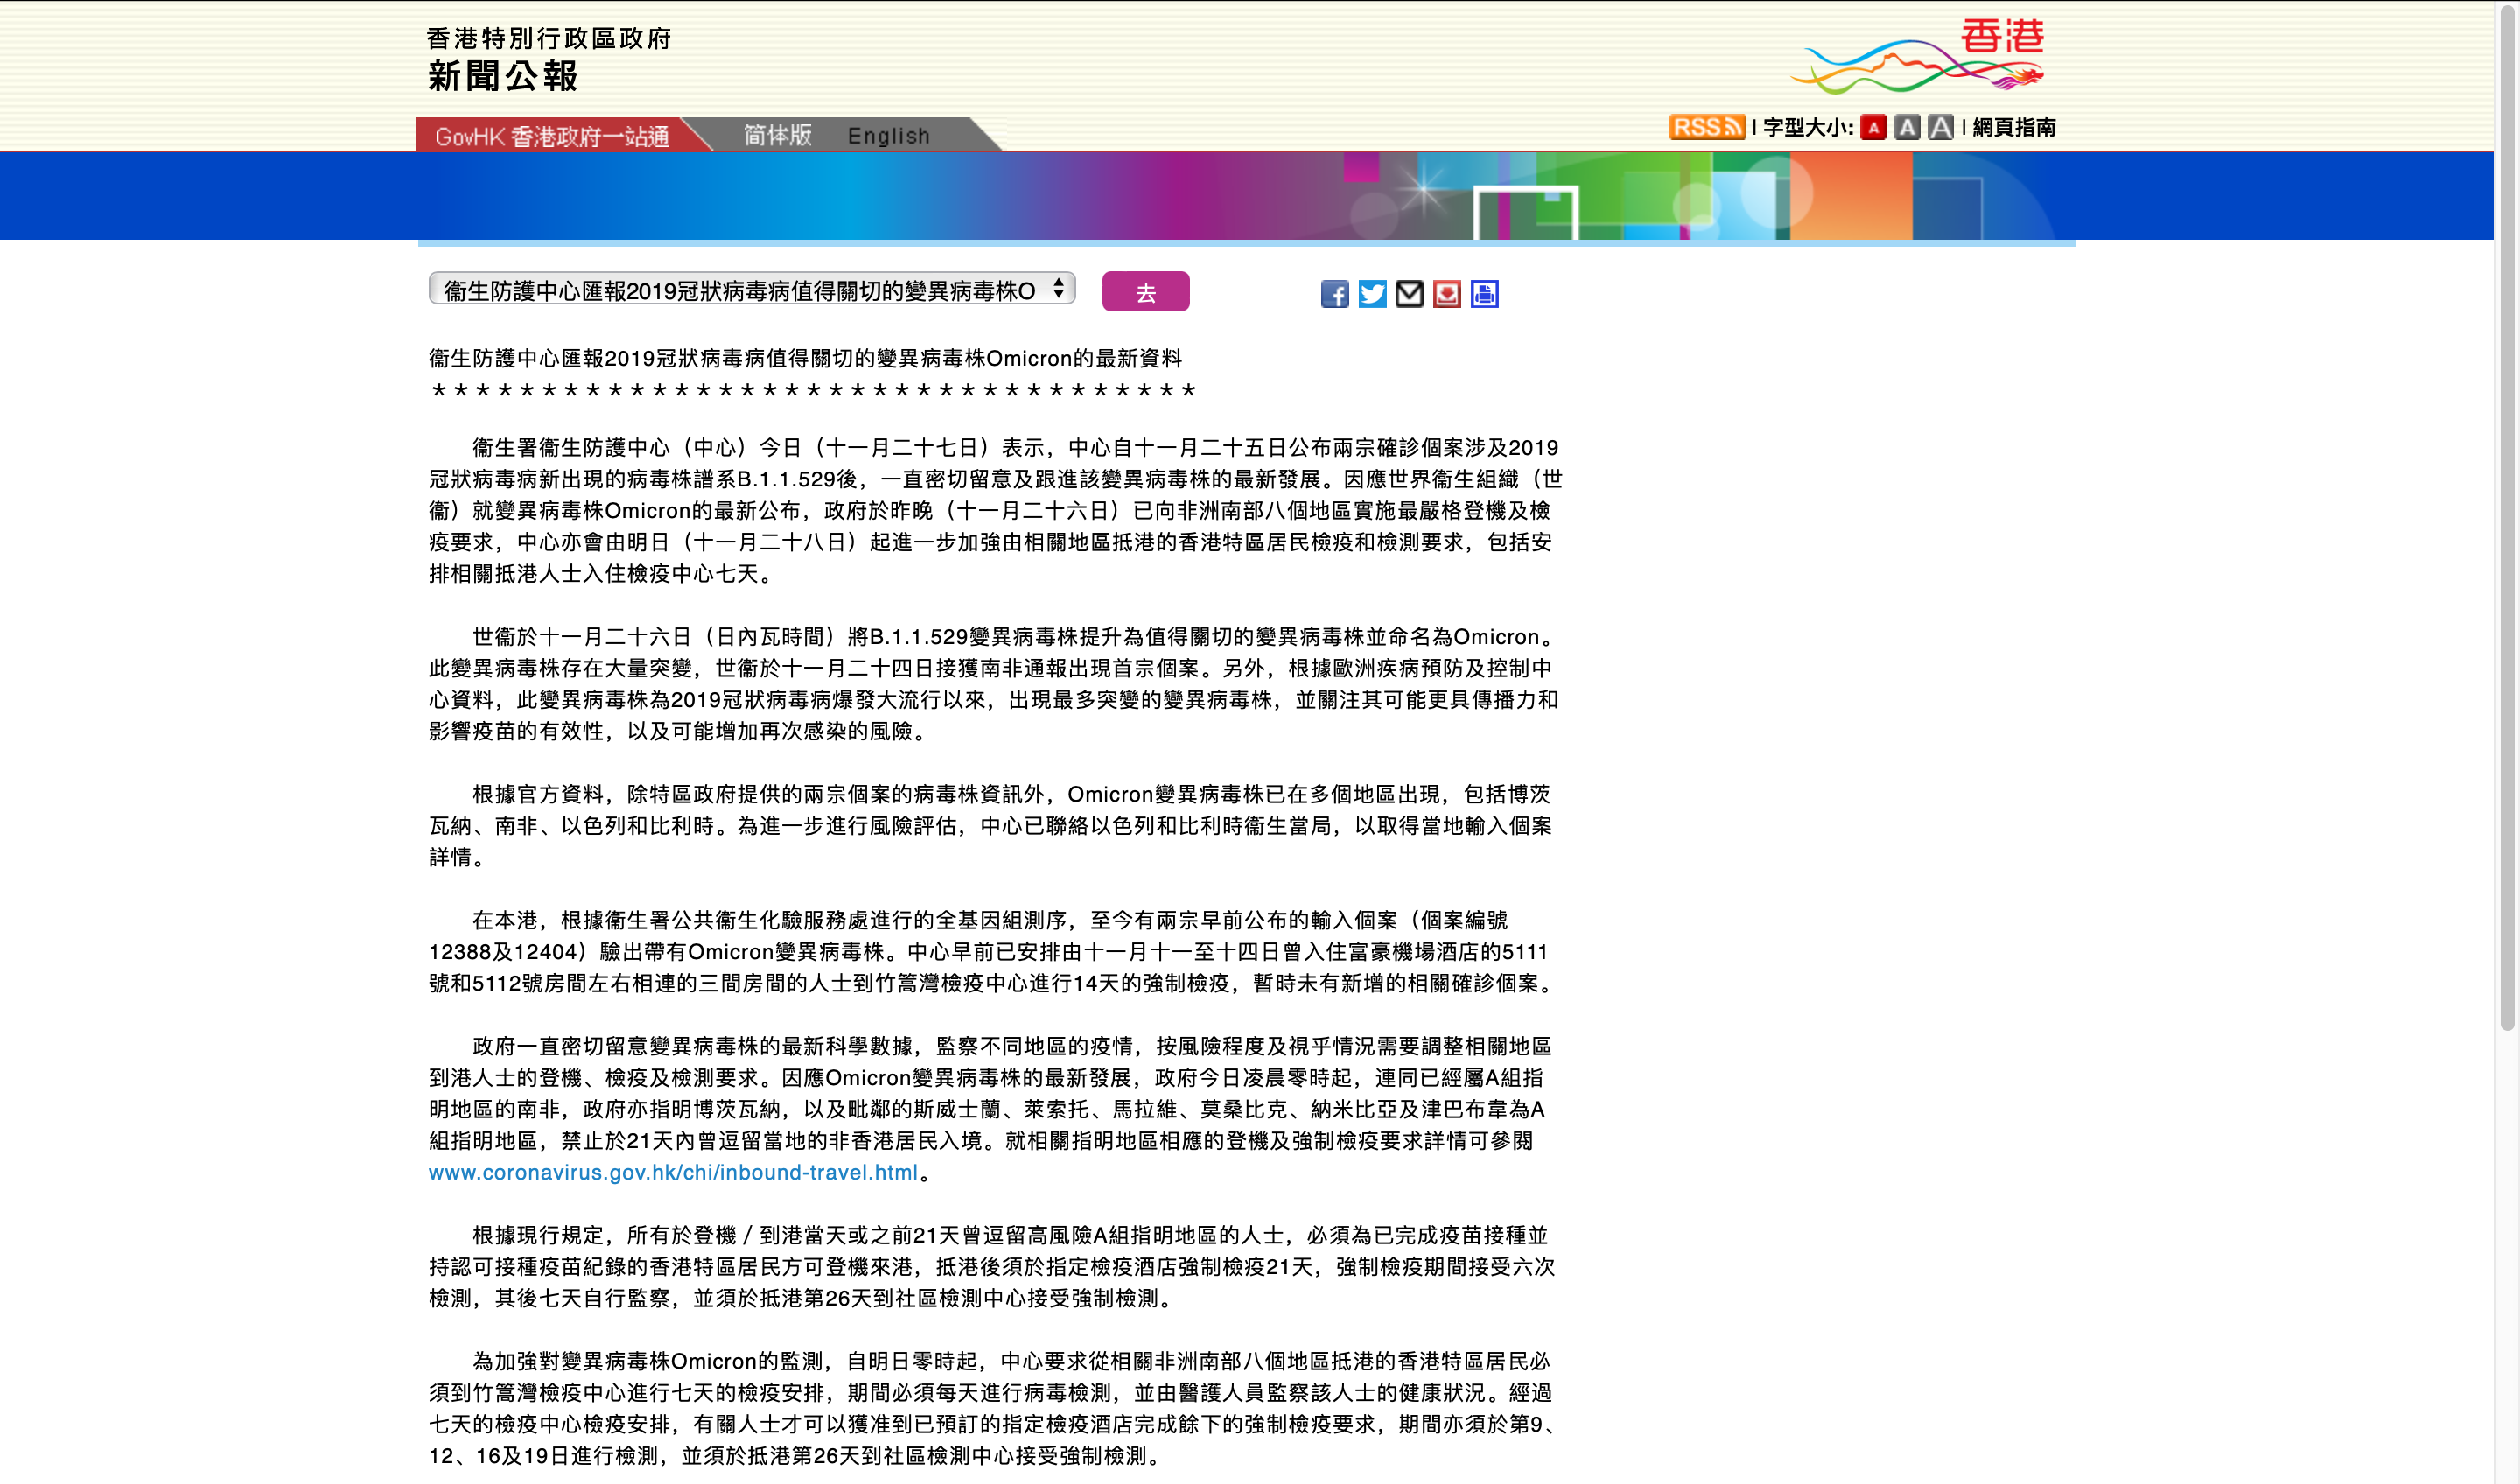 香港特別行政區政府
新聞公報
香港
GovHK 香港政府一站通
简体版
English
RSS
字型大小:
A
A
A
網頁指南
衞生防護中心匯報2019冠狀病毒病值得關切的變異病毒株O
去
衞生防護中心匯報2019冠狀病毒病值得關切的變異病毒株Omicron的最新資料
＊＊＊＊＊＊＊＊＊＊＊＊＊＊＊＊＊＊＊＊＊＊＊＊＊＊＊＊＊＊＊＊＊＊＊
衞生署衞生防護中心（中心）今日（十一月二十七日）表示，中心自十一月二十五日公布兩宗確診個案涉及2019
冠狀病毒病新出現的病毒株譜系B.1.1.529後，一直密切留意及跟進該變異病毒株的最新發展。因應世界衞生組織（世
衞）就變異病毒株Omicron的最新公布，政府於昨晚（十一月二十六日）已向非洲南部八個地區實施最嚴格登機及檢
疫要求，中心亦會由明日（十一月二十八日）起進一步加強由相關地區抵港的香港特區居民檢疫和檢測要求，包括安
排相關抵港人士入住檢疫中心七天。
世衞於十一月二十六日（日內瓦時間）將B.1.1.529變異病毒株提升為值得關切的變異病毒株並命名為Omicron。
此變異病毒株存在大量突變，世衞於十一月二十四日接獲南非通報出現首宗個案。另外，根據歐洲疾病預防及控制中
心資料，此變異病毒株為2019冠狀病毒病爆發大流行以來，出現最多突變的變異病毒株，並關注其可能更具傳播力和
影響疫苗的有效性，以及可能增加再次感染的風險。
根據官方資料，除特區政府提供的兩宗個案的病毒株資訊外，Omicron變異病毒株已在多個地區出現，包括博茨
瓦納、南非、以色列和比利時。為進一步進行風險評估，中心已聯絡以色列和比利時衞生當局，以取得當地輸入個案
詳情。
在本港，根據衞生署公共衞生化驗服務處進行的全基因組測序，至今有兩宗早前公布的輸入個案（個案編號
12388及12404）驗出帶有Omicron變異病毒株。中心早前已安排由十一月十一至十四日曾入住富豪機場酒店的5111
號和5112號房間左右相連的三間房間的人士到竹篙灣檢疫中心進行14天的強制檢疫，暫時未有新增的相關確診個案。
政府一直密切留意變異病毒株的最新科學數據，監察不同地區的疫情，按風險程度及視乎情況需要調整相關地區
到港人士的登機、檢疫及檢測要求。因應Omicron變異病毒株的最新發展，政府今日凌晨零時起，連同已經屬A組指
明地區的南非，政府亦指明博茨瓦納，以及毗鄰的斯威士蘭、萊索托、馬拉維、莫桑比克、納米比亞及津巴布韋為A
組指明地區，禁止於21天內曾逗留當地的非香港居民入境。就相關指明地區相應的登機及強制檢疫要求詳情可參閱
www.coronavirus.gov.hk/chi/inbound-travel.html。
根據現行規定，所有於登機／到港當天或之前21天曾逗留高風險A組指明地區的人士，必須為已完成疫苗接種並
持認可接種疫苗紀錄的香港特區居民方可登機來港，抵港後須於指定檢疫酒店強制檢疫21天，強制檢疫期間接受六次
檢測，其後七天自行監察，並須於抵港第26天到社區檢測中心接受強制檢測。
為加強對變異病毒株Omicron的監測，自明日零時起，中心要求從相關非洲南部八個地區抵港的香港特區居民必
須到竹篙灣檢疫中心進行七天的檢疫安排，期間必須每天進行病毒檢測，並由醫護人員監察該人士的健康狀況。經過
七天的檢疫中心檢疫安排，有關人士才可以獲准到已預訂的指定檢疫酒店完成餘下的強制檢疫要求，期間亦須於第9、
12、16及19日進行檢測，並須於抵港第26天到社區檢測中心接受強制檢測。